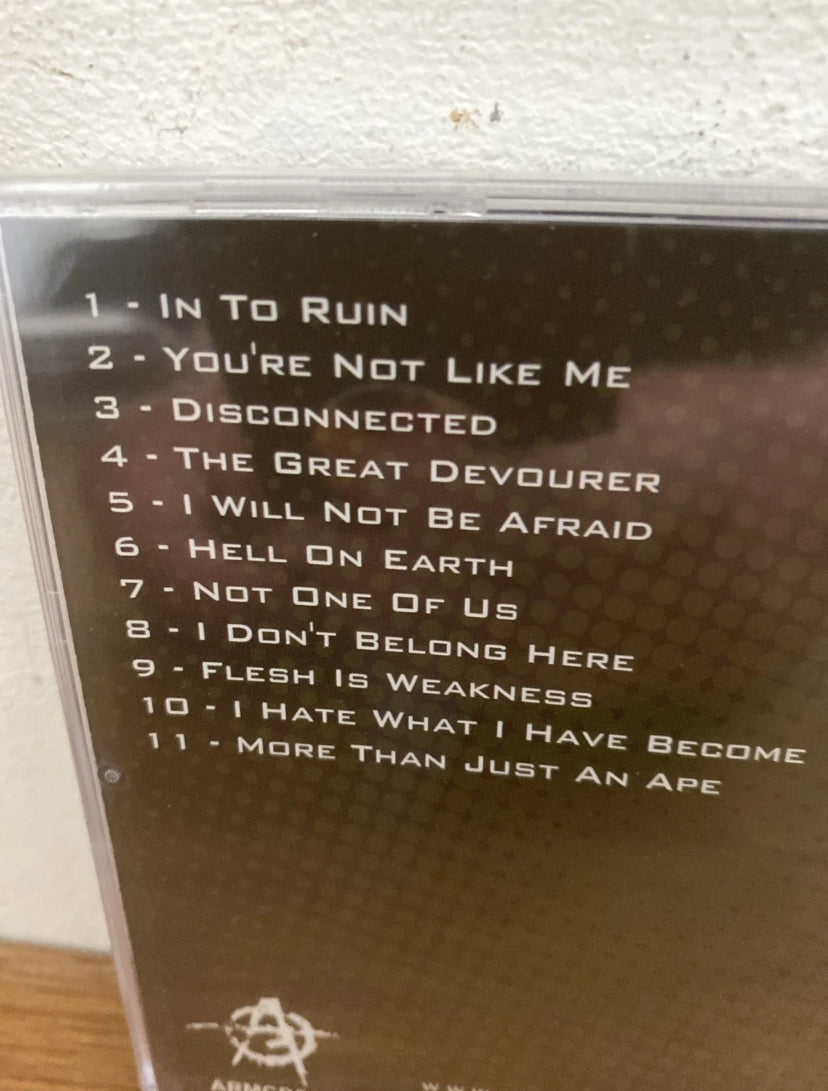 1 - In To Ruin
2 - You're Not Like Me
3 - Disconnected
4 - The Great Devourer
5 - I Will Not Be Afraid
6 - Hell On Earth
7 - Not One Of Us
8 - I Don't Belong Here
9 - Flesh Is Weakness
10 - I Hate What I Have Become
11 - More Than Just An Ape